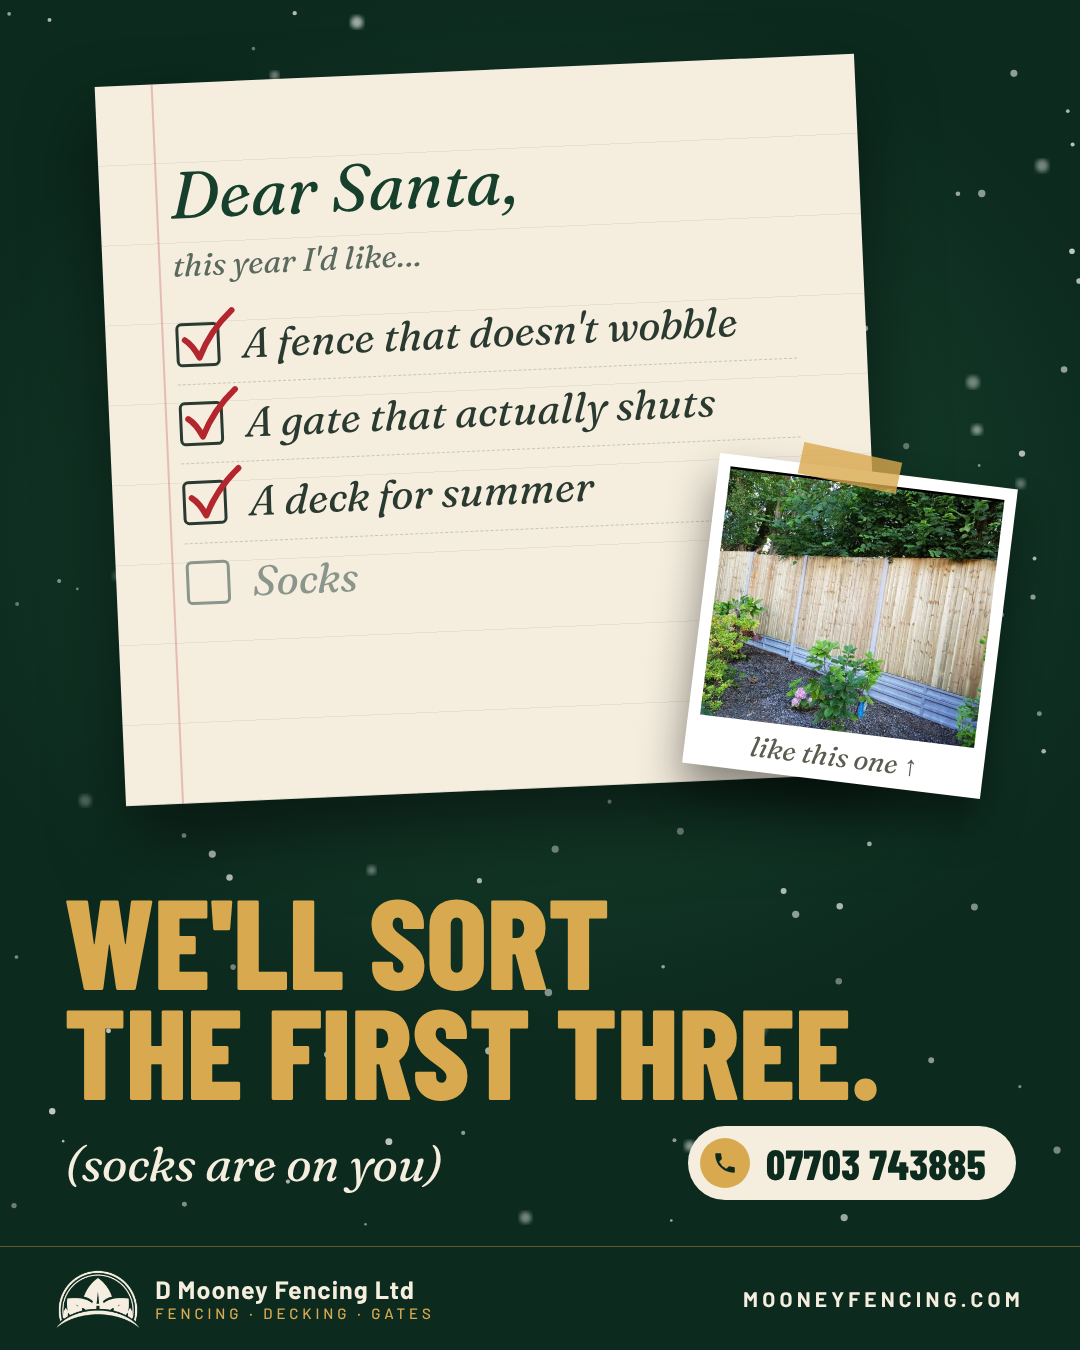 Dear Santa,
this year I'd like...
A fence that doesn't wobble
A gate that actually shuts
A deck for summer
Socks
like this one ↑
WE'LL SORT
THE FIRST THREE.
(socks are on you)
07703 743885
D Mooney Fencing Ltd
FENCING · DECKING · GATES
MOONEYFENCING.COM